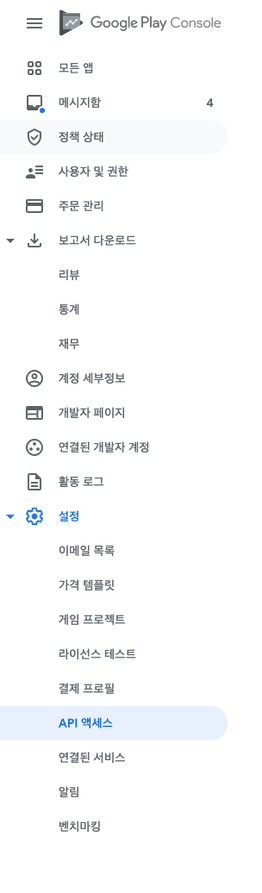 Google Play Console
모든 앱
메시지함 4
정책 상태
사용자 및 권한
주문 관리
보고서 다운로드
리뷰
통계
재무
계정 세부정보
개발자 페이지
연결된 개발자 계정
활동 로그
설정
이메일 목록
가격 템플릿
게임 프로젝트
라이선스 테스트
결제 프로필
API 액세스
연결된 서비스
알림
벤치마킹